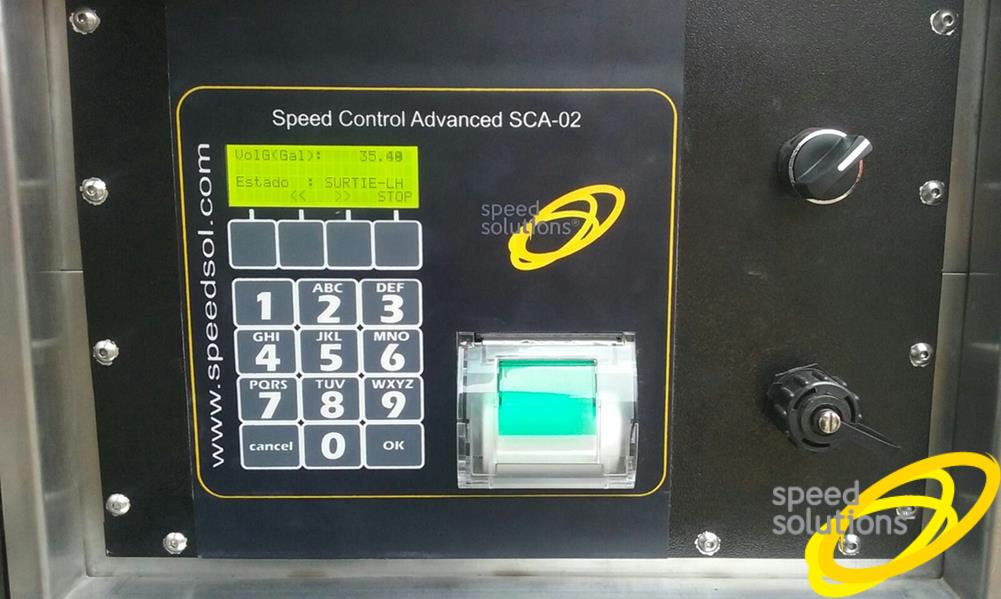 Speed Control Advanced SCA-02
www.speedsol.com
VolG(Gal): 35.40
Estado : SURTIE-LH
<< >> STOP
speed
solutions®
1
ABC
2
DEF
3
GHI
4
JKL
5
MNO
6
PQRS
7
TUV
8
WXYZ
9
cancel
0
OK
speed
solutions